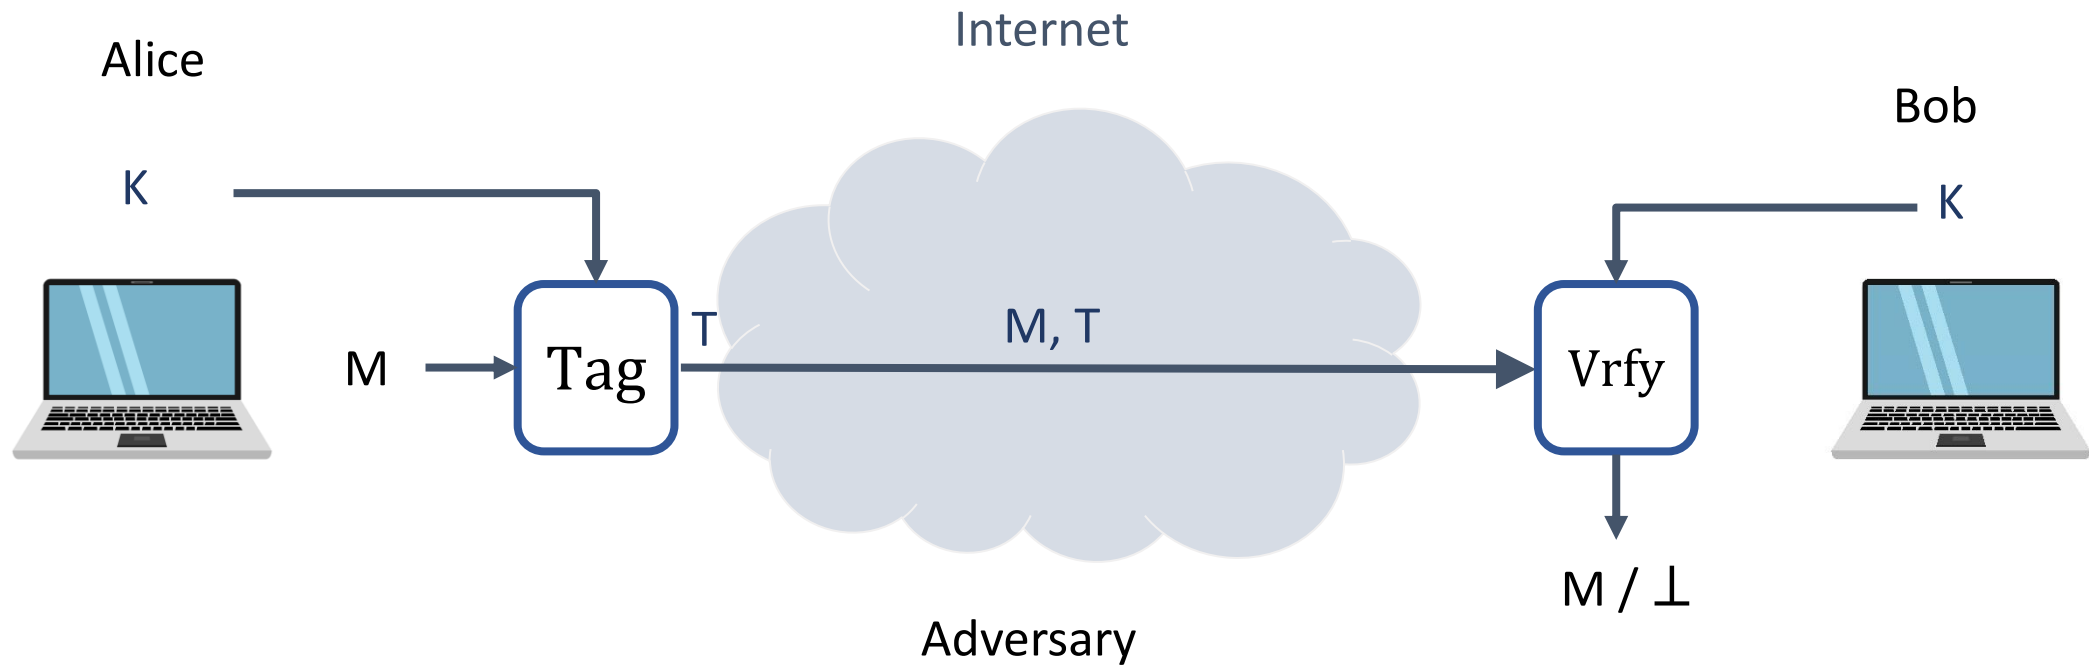 Internet
Alice
Bob
K
K
T
M, T
M
Tag
Vrfy
M / ⊥
Adversary